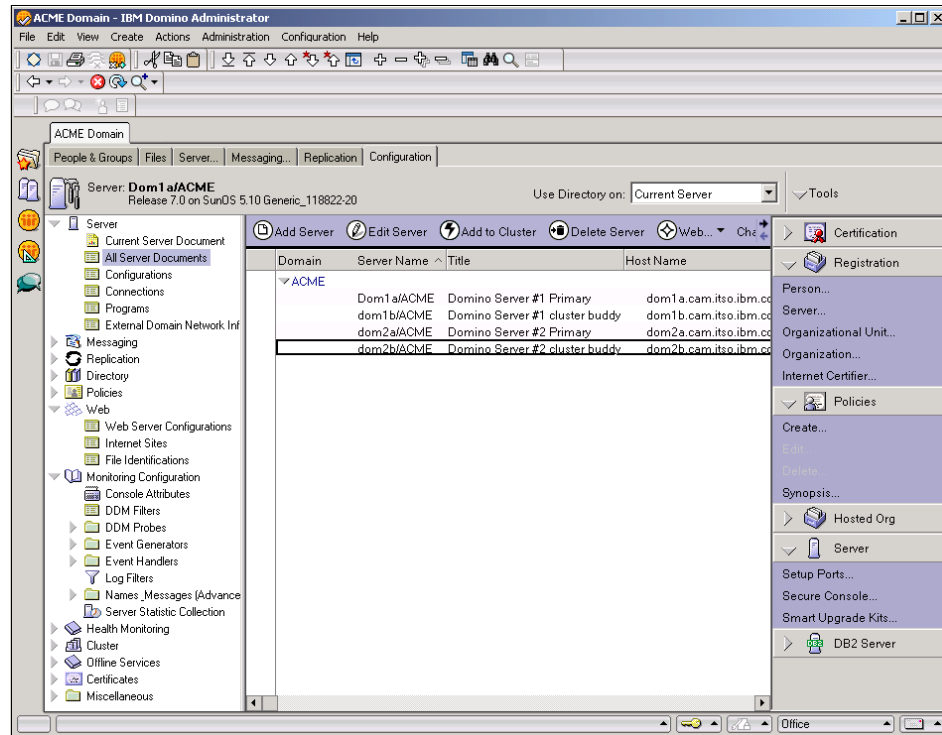 ACME Domain - IBM Domino Administrator
File Edit View Create Actions Administration Configuration Help
ACME Domain
People & Groups Files Server... Messaging... Replication Configuration
Server: Dom1a/ACME
Release 7.0 on SunOS 5.10 Generic_118822-20
Use Directory on: Current Server
Tools
Server
Current Server Document
All Server Documents
Configurations
Connections
Programs
External Domain Network Inf
Messaging
Replication
Directory
Policies
Web
Web Server Configurations
Internet Sites
File Identifications
Monitoring Configuration
Console Attributes
DDM Filters
DDM Probes
Event Generators
Event Handlers
Log Filters
Names_Messages (Advance
Server Statistic Collection
Health Monitoring
Cluster
Offline Services
Certificates
Miscellaneous
Add Server Edit Server Add to Cluster Delete Server Web... Cha
Domain Server Name Title Host Name
ACME
Dom1a/ACME Domino Server #1 Primary dom1a.cam.itso.ibm.co
dom1b/ACME Domino Server #1 cluster buddy dom1b.cam.itso.ibm.co
dom2a/ACME Domino Server #2 Primary dom2a.cam.itso.ibm.co
dom2b/ACME Domino Server #2 cluster buddy dom2b.cam.itso.ibm.co
Certification
Registration
Person...
Server...
Organizational Unit...
Organization...
Internet Certifier...
Policies
Create...
Edit...
Delete...
Synopsis...
Hosted Org
Server
Setup Ports...
Secure Console...
Smart Upgrade Kits...
DB2 Server
Office